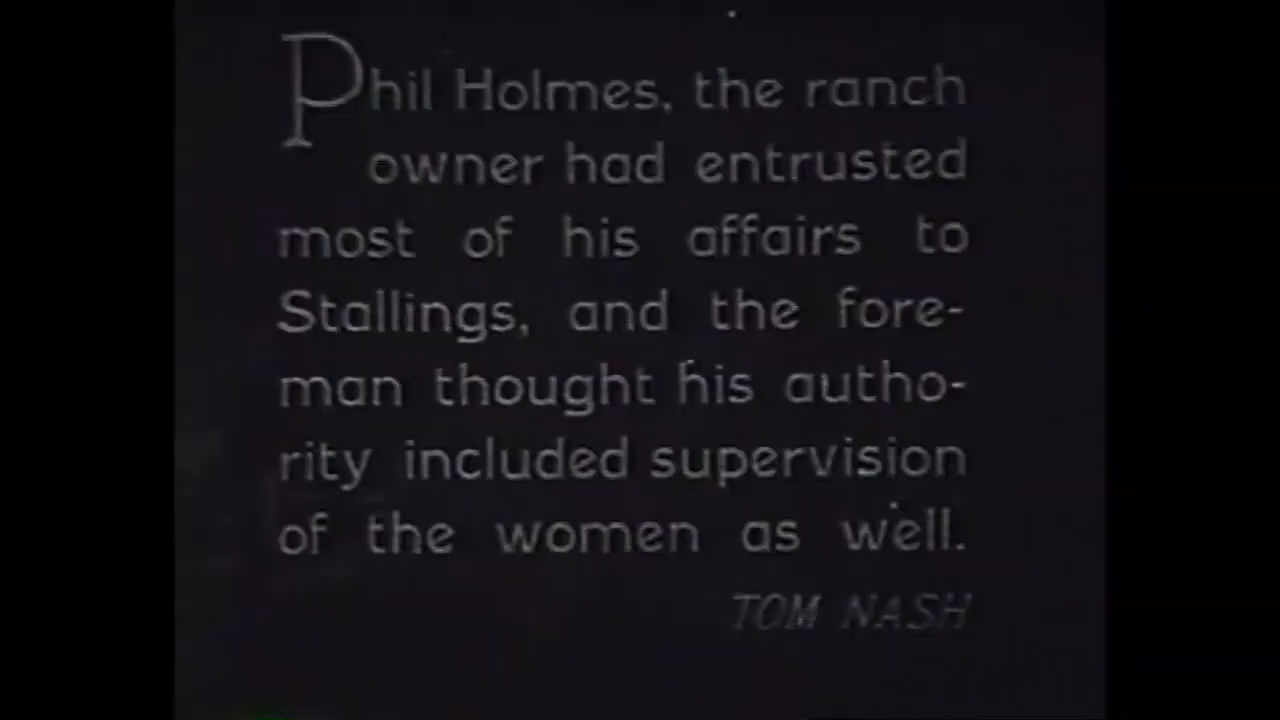 Phil Holmes, the ranch
owner had entrusted
most of his affairs to
Stallings, and the fore-
man thought his autho-
rity included supervision
of the women as well.
TOM NASH